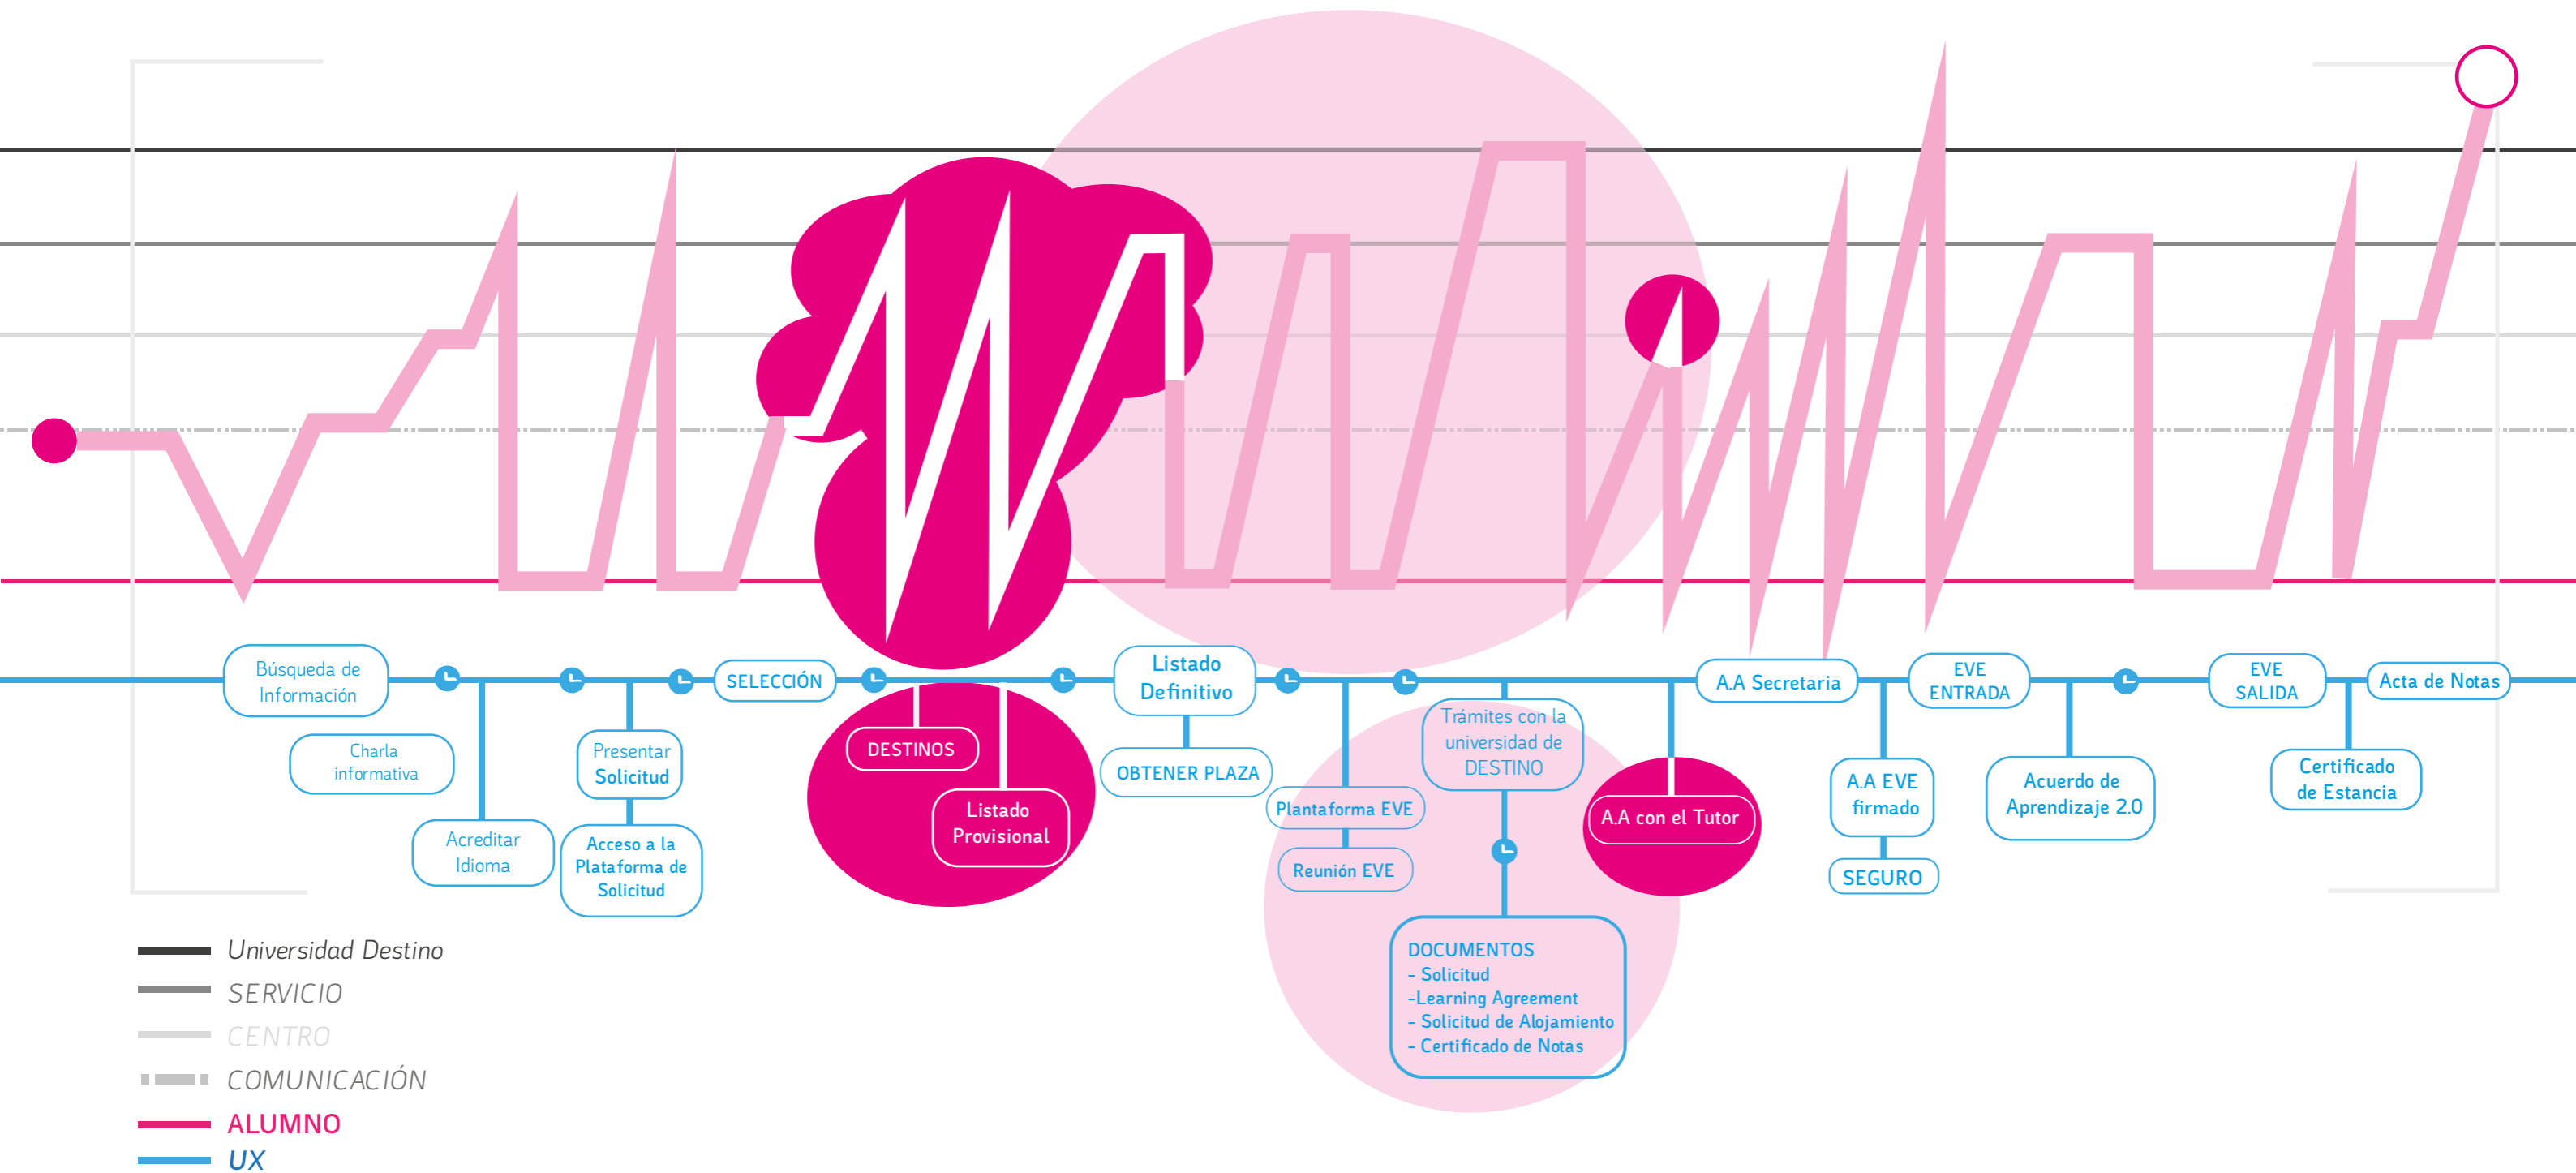 Búsqueda de
Información
Charla
informativa
Acreditar
Idioma
Presentar
Solicitud
Acceso a la
Plataforma de
Solicitud
SELECCIÓN
DESTINOS
Listado
Provisional
Listado
Definitivo
OBTENER PLAZA
Plantaforma EVE
Reunión EVE
Trámites con la
universidad de
DESTINO
DOCUMENTOS
- Solicitud
-Learning Agreement
- Solicitud de Alojamiento
- Certificado de Notas
A.A con el Tutor
A.A Secretaria
A.A EVE
firmado
SEGURO
EVE
ENTRADA
Acuerdo de
Aprendizaje 2.0
EVE
SALIDA
Certificado
de Estancia
Acta de Notas
Universidad Destino
SERVICIO
CENTRO
COMUNICACIÓN
ALUMNO
UX